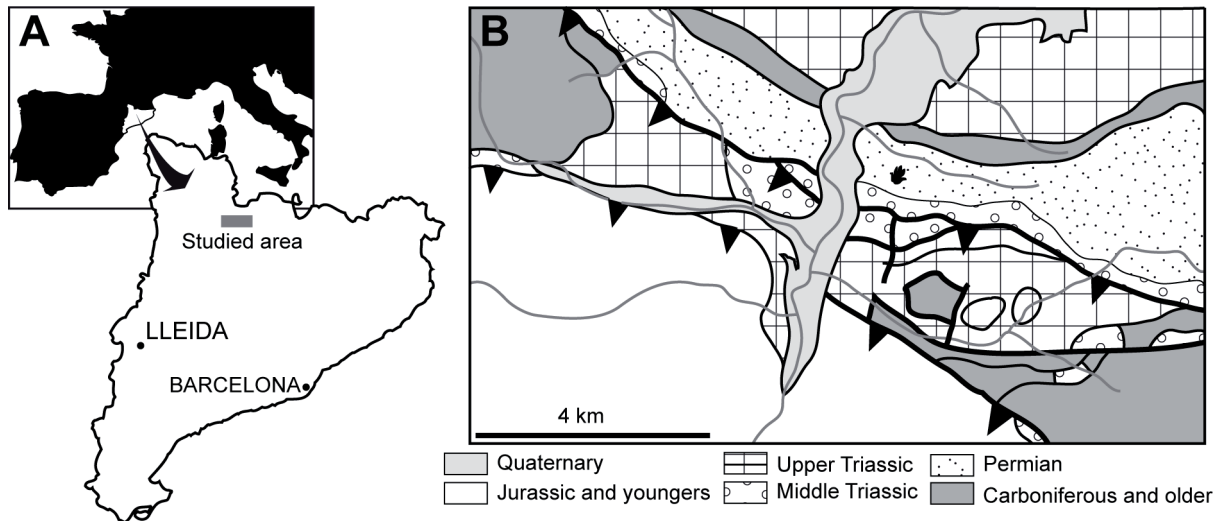 A
Studied area
LLEIDA
BARCELONA
B
4 km
Quaternary
Upper Triassic
Permian
Jurassic and youngers
Middle Triassic
Carboniferous and older